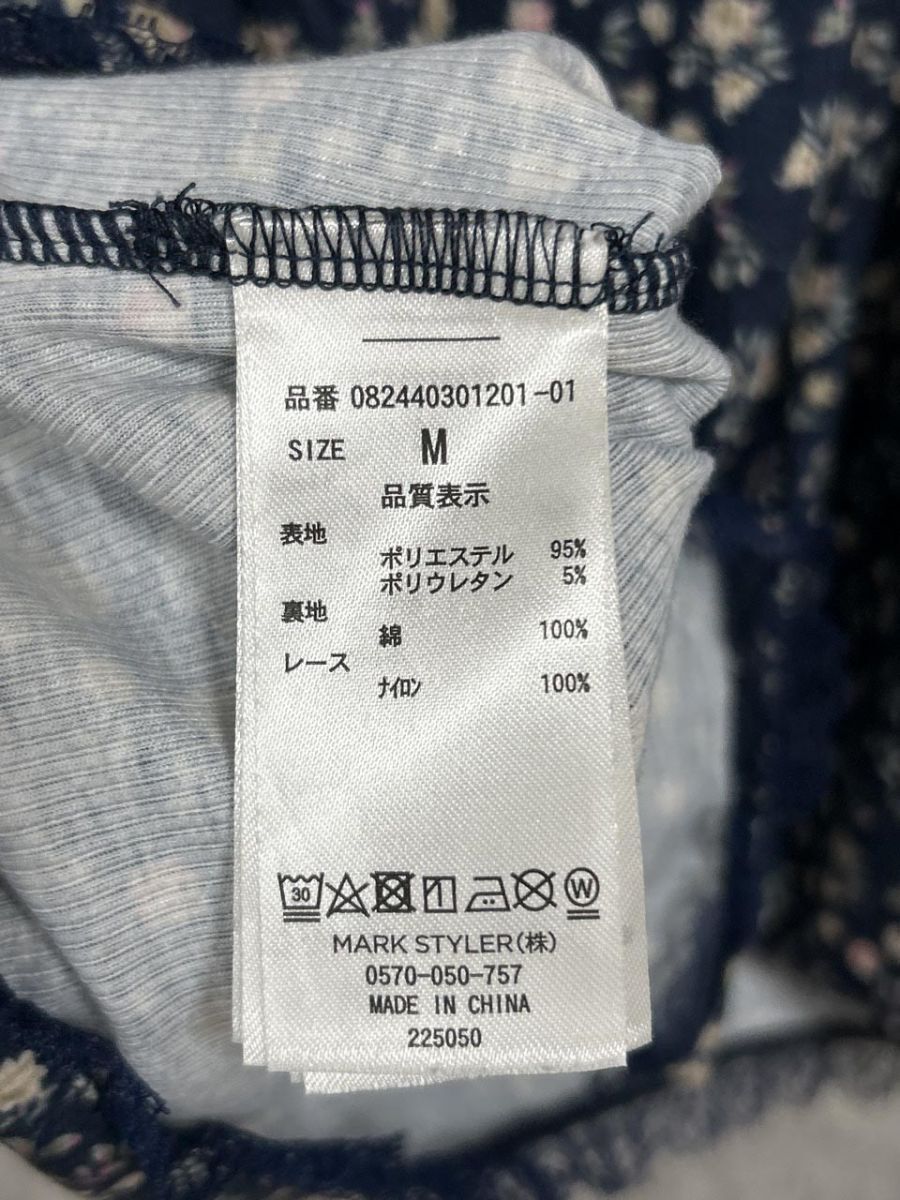 品番 082440301201-01
SIZE M
品質表示
表地
ポリエステル 95%
ポリウレタン 5%
裏地
綿 100%
レース
ナイロン 100%
30 W
MARK STYLER(株)
0570-050-757
MADE IN CHINA
225050